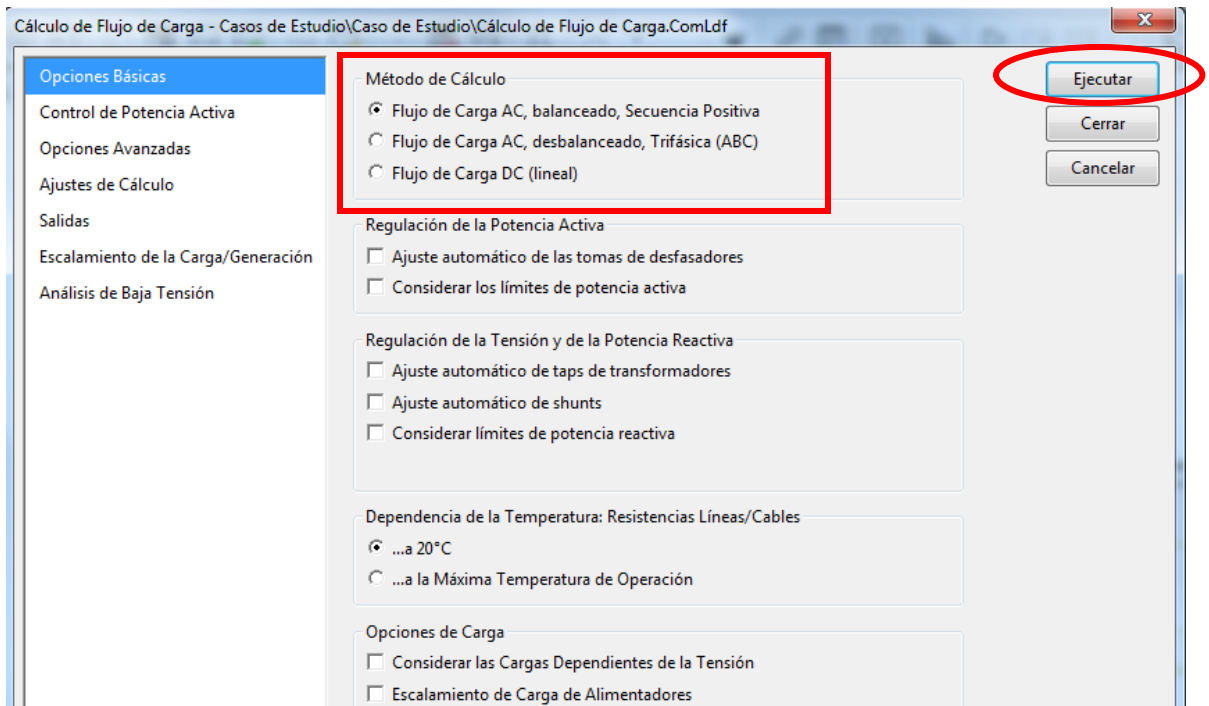 Cálculo de Flujo de Carga - Casos de Estudio\Caso de Estudio\Cálculo de Flujo de Carga.ComLdf
Opciones Básicas
Control de Potencia Activa
Opciones Avanzadas
Ajustes de Cálculo
Salidas
Escalamiento de la Carga/Generación
Análisis de Baja Tensión
Método de Cálculo
Flujo de Carga AC, balanceado, Secuencia Positiva
Flujo de Carga AC, desbalanceado, Trifásica (ABC)
Flujo de Carga DC (lineal)
Regulación de la Potencia Activa
Ajuste automático de las tomas de desfasadores
Considerar los límites de potencia activa
Regulación de la Tensión y de la Potencia Reactiva
Ajuste automático de taps de transformadores
Ajuste automático de shunts
Considerar límites de potencia reactiva
Dependencia de la Temperatura: Resistencias Líneas/Cables
...a 20°C
...a la Máxima Temperatura de Operación
Opciones de Carga
Considerar las Cargas Dependientes de la Tensión
Escalamiento de Carga de Alimentadores
Ejecutar
Cerrar
Cancelar